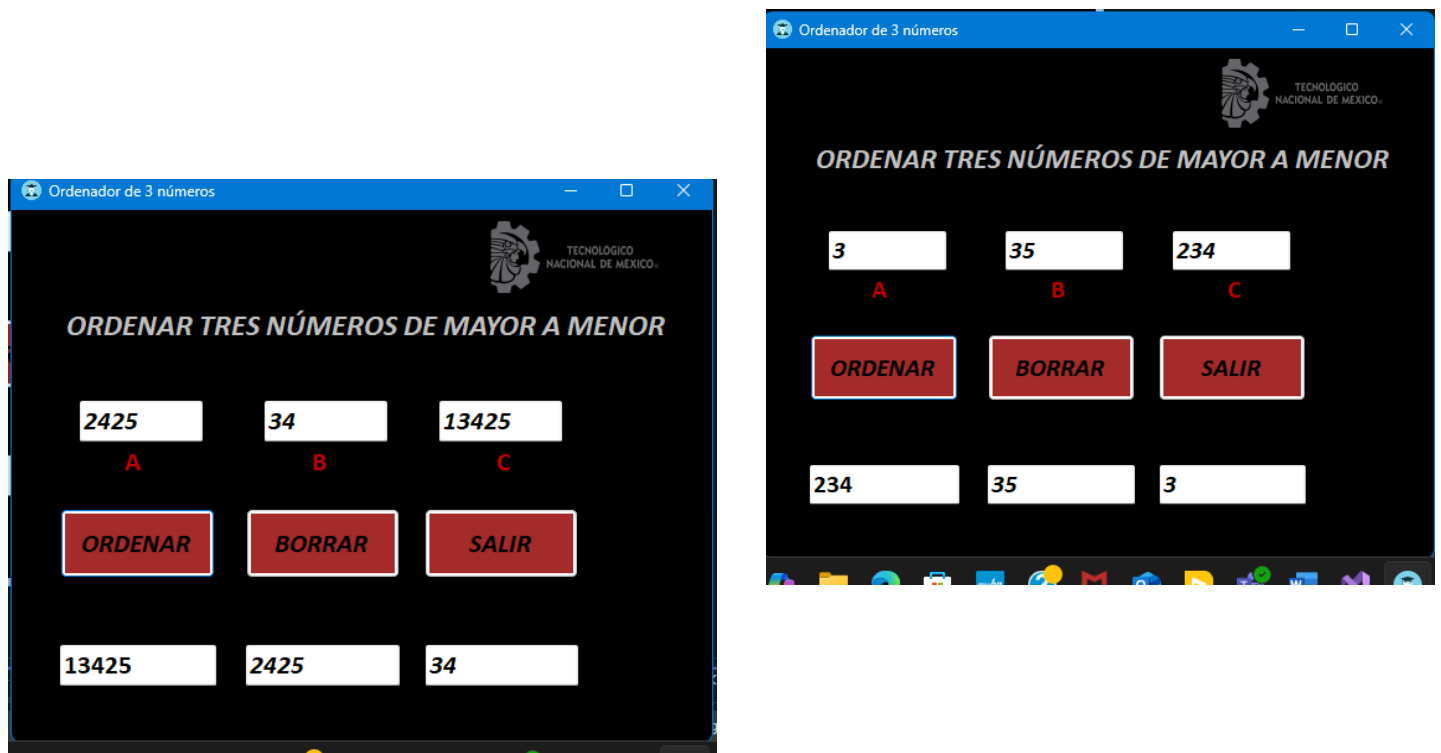 Ordenador de 3 números
TECNOLOGICO
NACIONAL DE MEXICO®
ORDENAR TRES NÚMEROS DE MAYOR A MENOR
2425 34 13425
A B C
ORDENAR BORRAR SALIR
13425 2425 34
Ordenador de 3 números
TECNOLOGICO
NACIONAL DE MEXICO®
ORDENAR TRES NÚMEROS DE MAYOR A MENOR
3 35 234
A B C
ORDENAR BORRAR SALIR
234 35 3